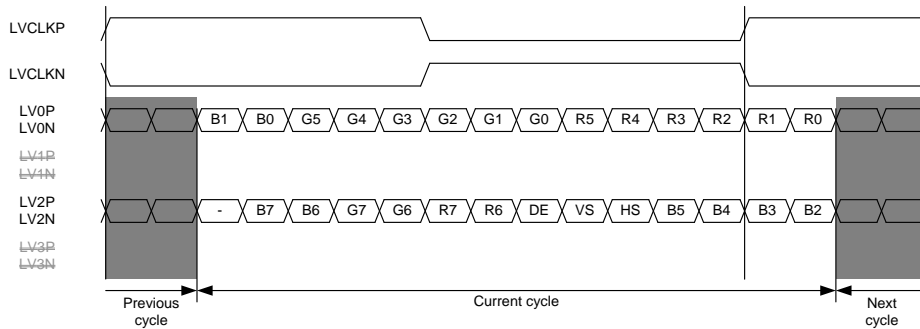 LVCLKP
LVCLKN
LV0P
LV0N
B1 B0 G5 G4 G3 G2 G1 G0 R5 R4 R3 R2 R1 R0
LV1P
LV1N
LV2P
LV2N
- B7 B6 G7 G6 R7 R6 DE VS HS B5 B4 B3 B2
LV3P
LV3N
Previous
cycle
Current cycle
Next
cycle